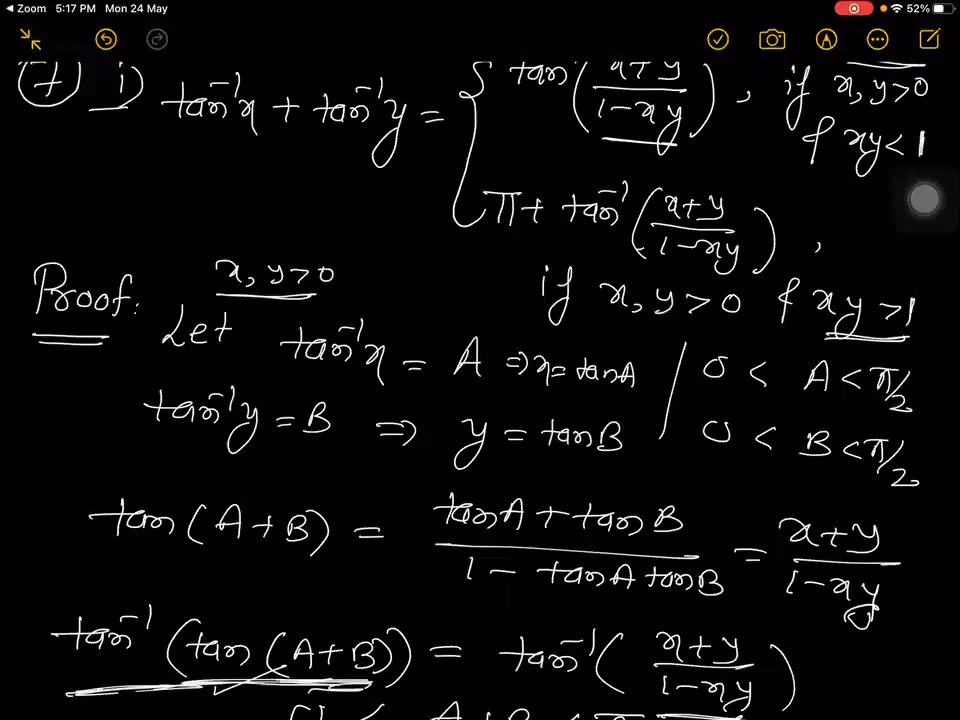 ◀ Zoom 5:17 PM Mon 24 May 52%
(7) i) tan⁻¹x + tan⁻¹y = { tan (x+y / 1-xy), if x,y>0
& xy<1
π+ tan⁻¹ (x+y / 1-xy),
if x,y>0 & xy>1
Proof: x,y>0
Let tan⁻¹x = A ⇒ x=tanA / 0 < A < π/2
tan⁻¹y = B ⇒ y = tanB / 0 < B < π/2
tan(A+B) = tanA + tanB / 1 - tanA tanB = x+y / 1-xy
tan⁻¹(tan(A+B)) = tan⁻¹(x+y / 1-xy)